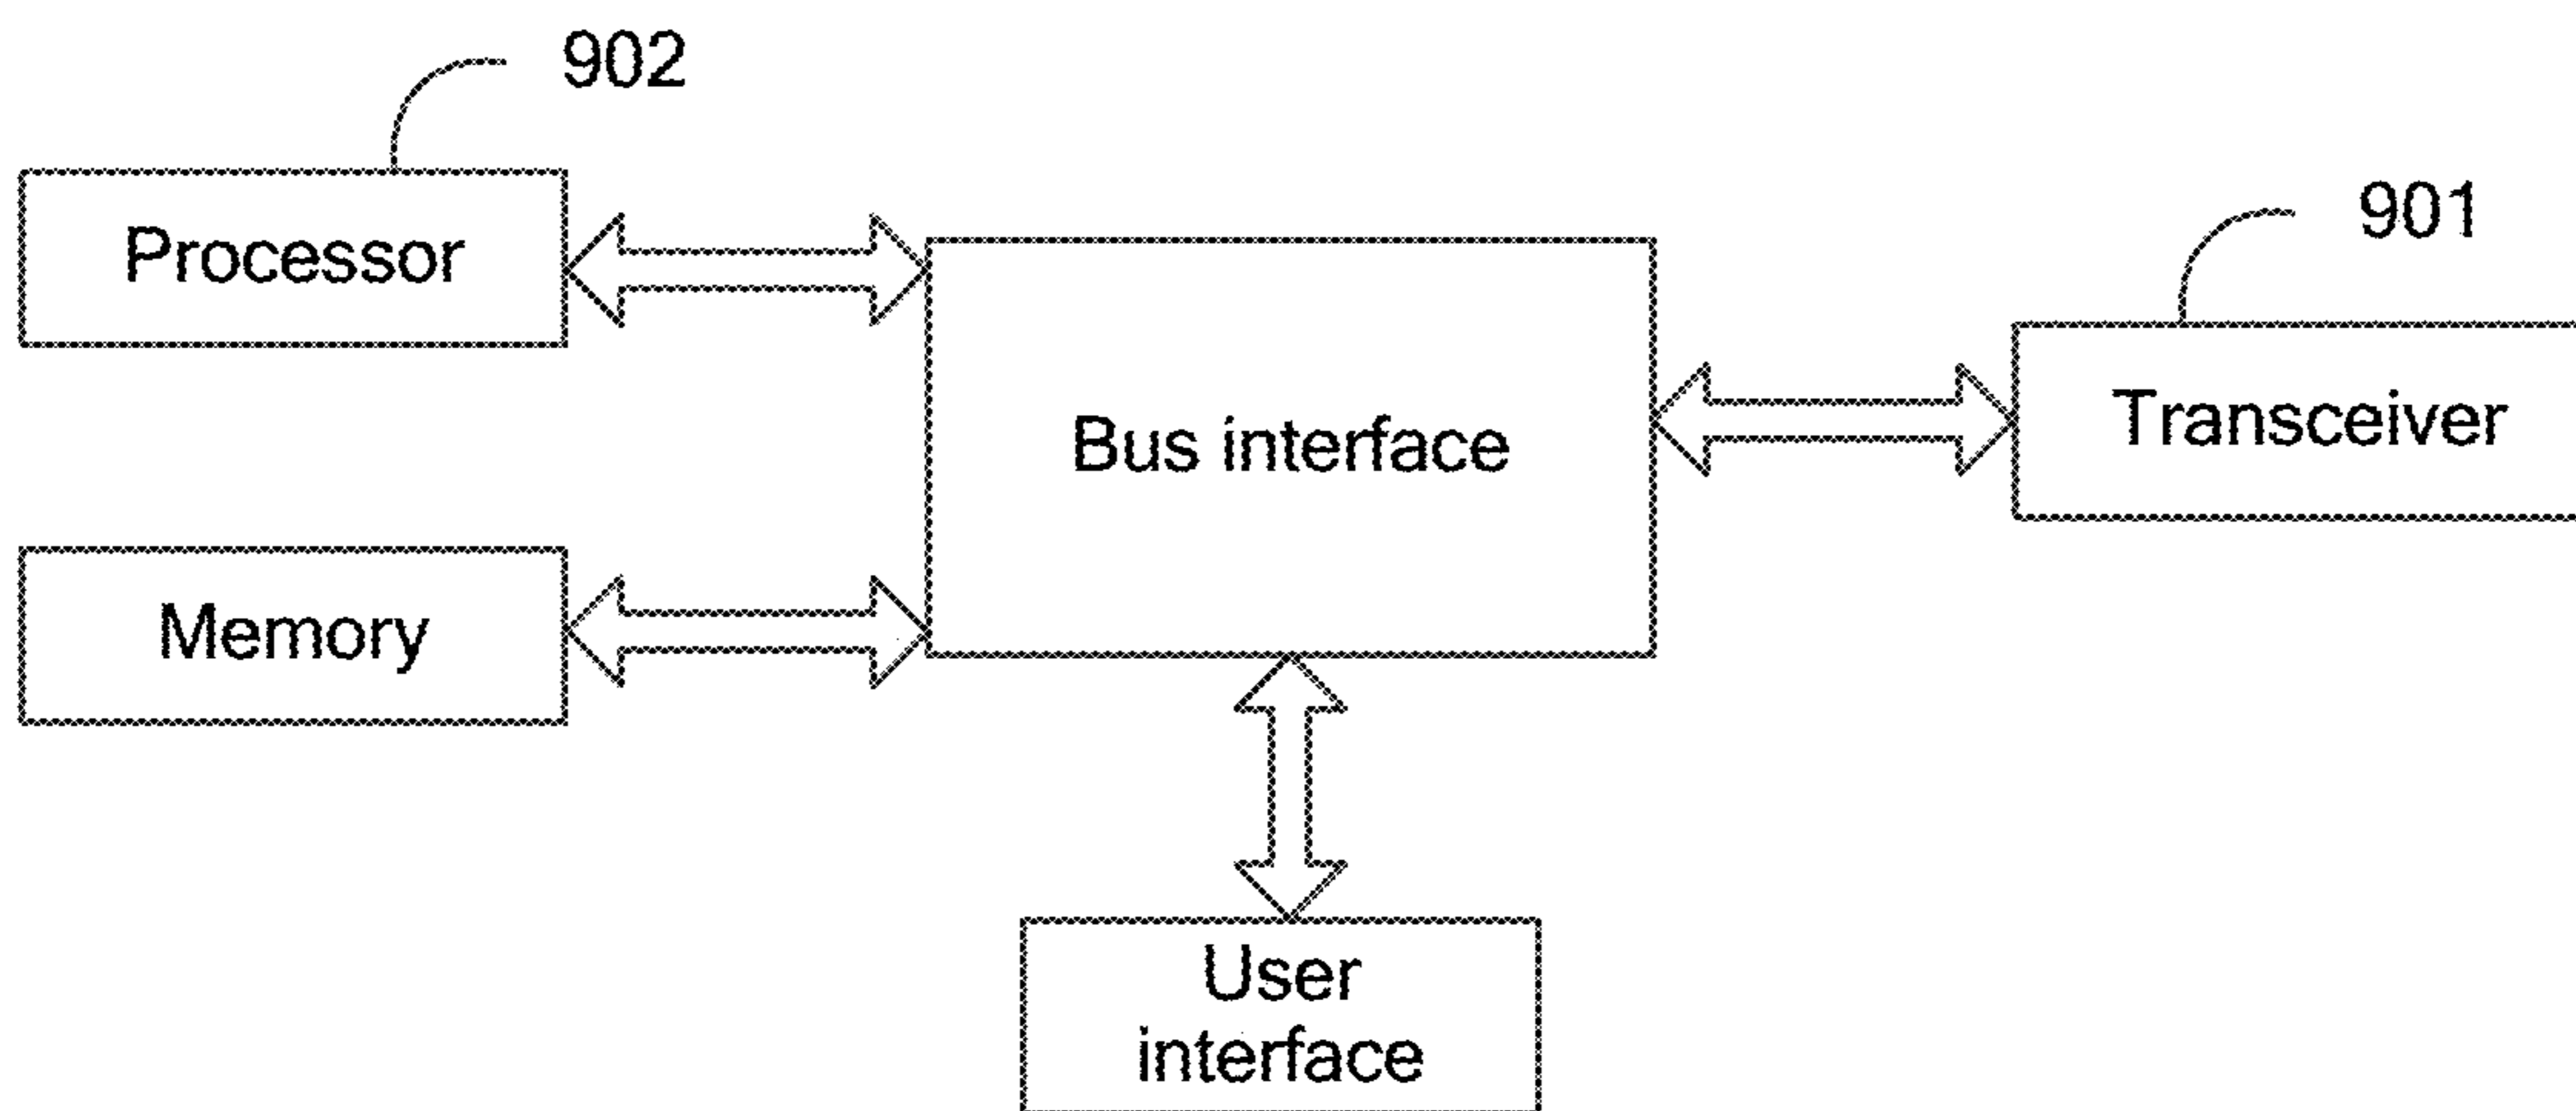 902
901
Processor
Transceiver
Bus interface
Memory
User
interface